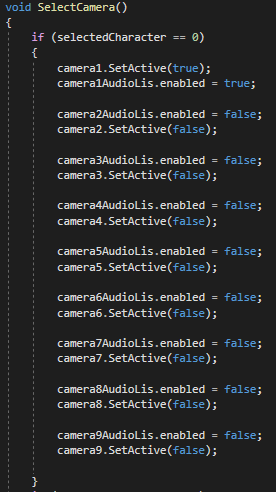 void SelectCamera()
{
if (selectedCharacter == 0)
{
camera1.SetActive(true);
camera1AudioLis.enabled = true;
camera2AudioLis.enabled = false;
camera2.SetActive(false);
camera3AudioLis.enabled = false;
camera3.SetActive(false);
camera4AudioLis.enabled = false;
camera4.SetActive(false);
camera5AudioLis.enabled = false;
camera5.SetActive(false);
camera6AudioLis.enabled = false;
camera6.SetActive(false);
camera7AudioLis.enabled = false;
camera7.SetActive(false);
camera8AudioLis.enabled = false;
camera8.SetActive(false);
camera9AudioLis.enabled = false;
camera9.SetActive(false);
}